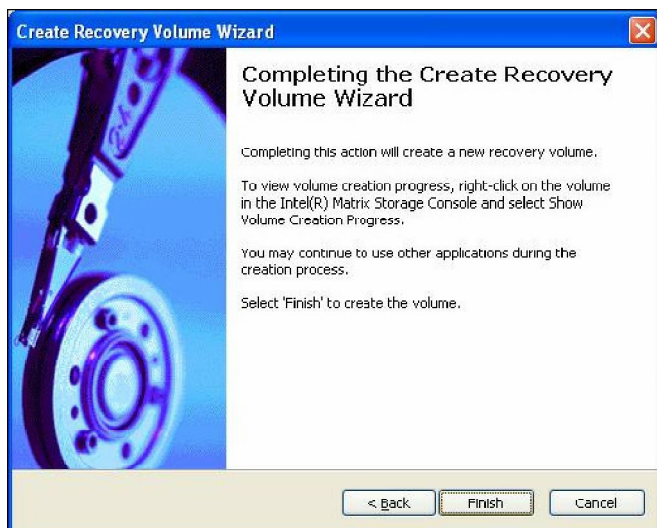 Create Recovery Volume Wizard
Completing the Create Recovery
Volume Wizard
Completing this action will create a new recovery volume.
To view volume creation progress, right-click on the volume
in the Intel(R) Matrix Storage Console and select Show
Volume Creation Progress.
You may continue to use other applications during the
creation process.
Select 'Finish' to create the volume.
< Back
Finish
Cancel